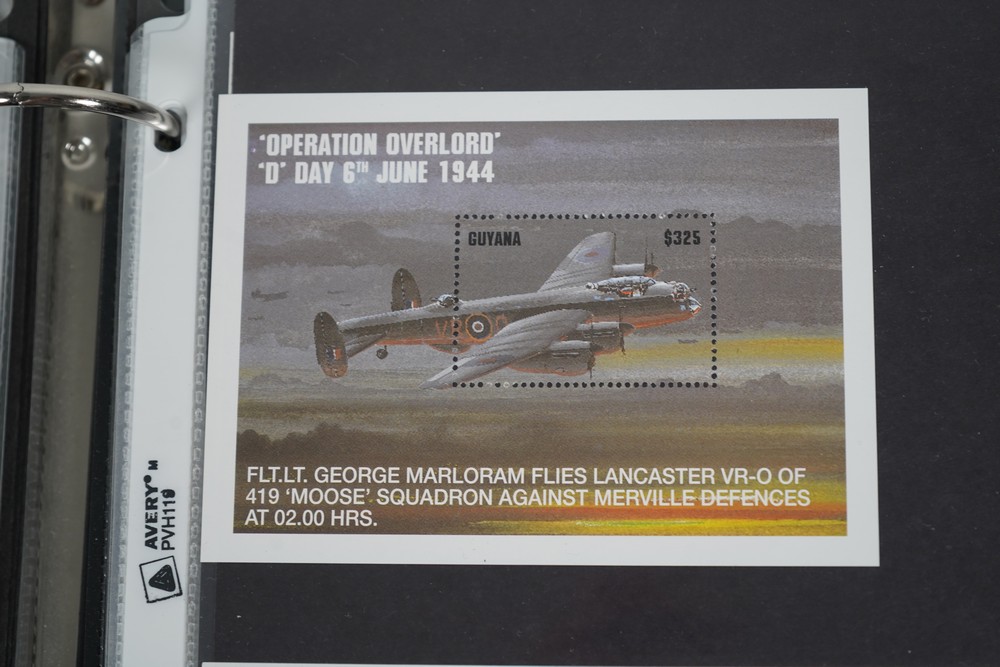 'OPERATION OVERLORD'
'D' DAY 6TH JUNE 1944
GUYANA $325
VR O
FLT.LT. GEORGE MARLORAM FLIES LANCASTER VR-O OF
419 'MOOSE' SQUADRON AGAINST MERVILLE DEFENCES
AT 02.00 HRS.
AVERY M
PVH119